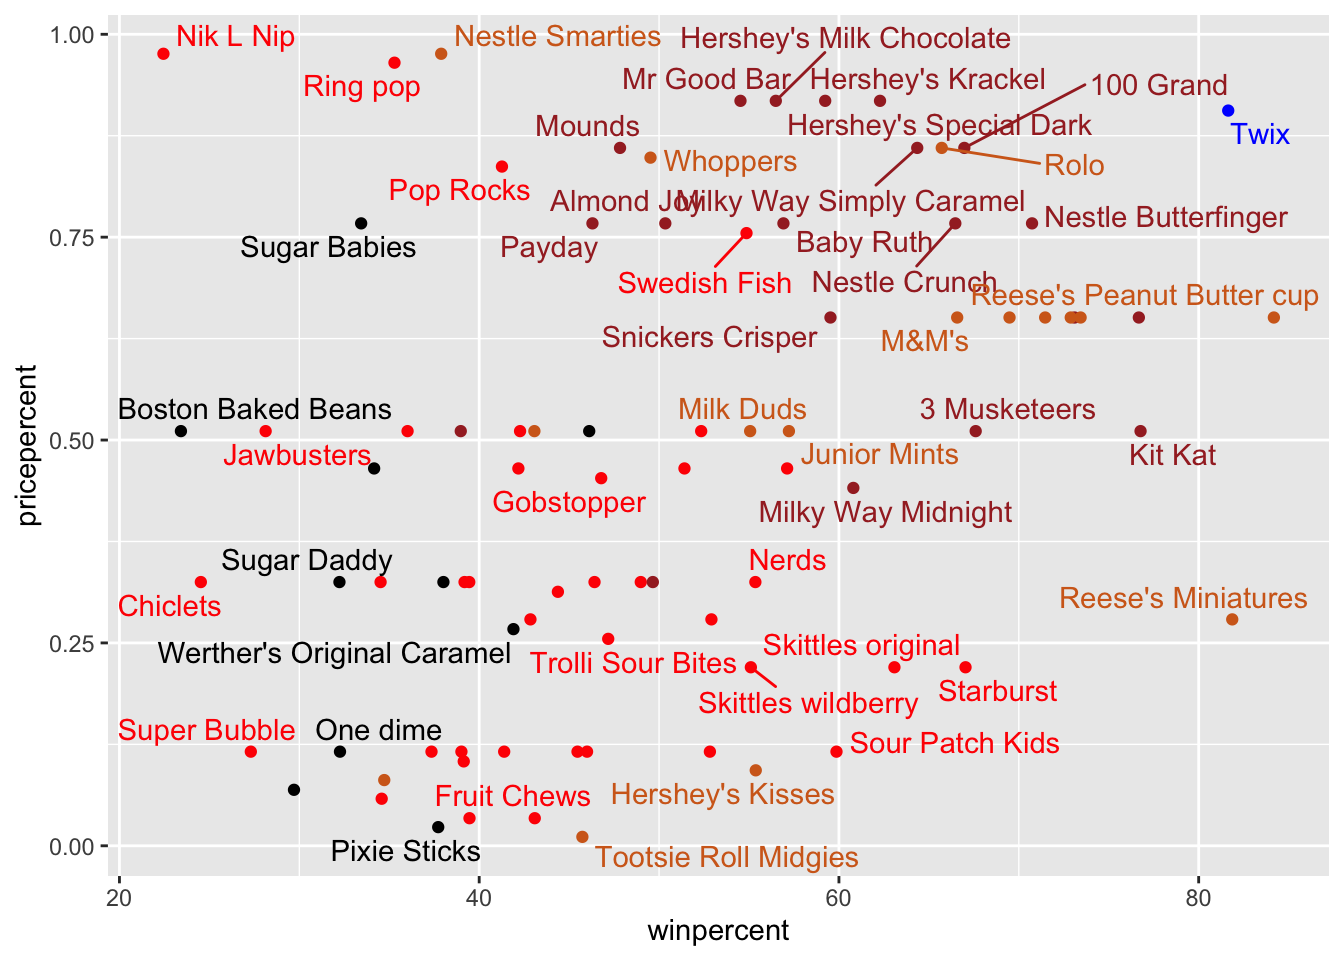 1.00
0.75
0.50
0.25
0.00
pricepercent
Nik L Nip
Nestle Smarties
Hershey's Milk Chocolate
Ring pop
Mr Good Bar
Hershey's Krackel
100 Grand
Mounds
Hershey's Special Dark
Twix
Whoppers
Rolo
Pop Rocks
Almond Joy
Milky Way Simply Caramel
Nestle Butterfinger
Sugar Babies
Payday
Baby Ruth
Swedish Fish
Nestle Crunch
Reese's Peanut Butter cup
Snickers Crisper
M&M's
Boston Baked Beans
Milk Duds
3 Musketeers
Jawbusters
Junior Mints
Kit Kat
Gobstopper
Milky Way Midnight
Sugar Daddy
Nerds
Chiclets
Reese's Miniatures
Werther's Original Caramel
Trolli Sour Bites
Skittles original
Skittles wildberry
Starburst
Super Bubble
One dime
Sour Patch Kids
Fruit Chews
Hershey's Kisses
Pixie Sticks
Tootsie Roll Midgies
20
40
60
80
winpercent